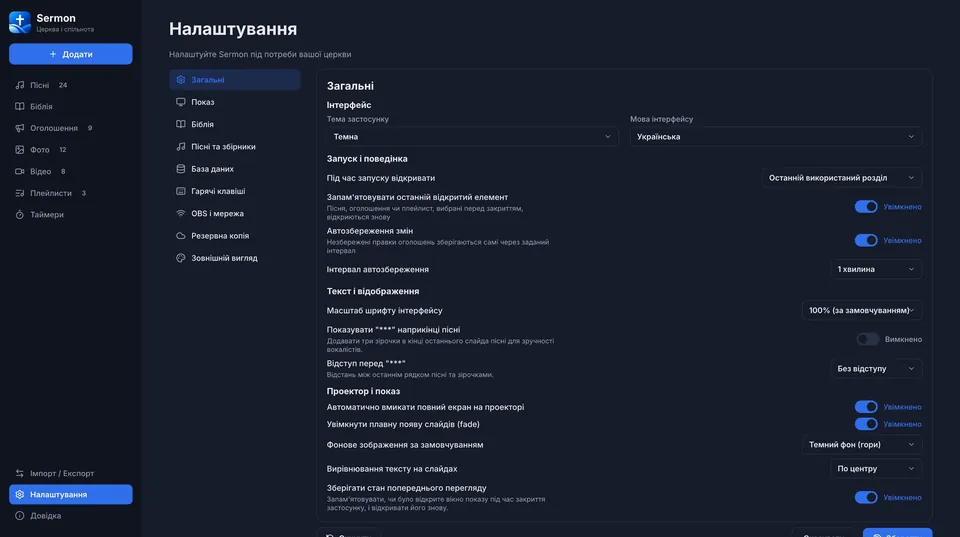 Sermon
Церква і спільнота
+ Додати
Пісні 24
Біблія
Оголошення 9
Фото 12
Відео 8
Плейлисти 3
Таймери
Імпорт / Експорт
Налаштування
Довідка
Налаштування
Налаштуйте Sermon під потреби вашої церкви
Загальні
Показ
Біблія
Пісні та збірники
База даних
Гарячі клавіші
OBS і мережа
Резервна копія
Зовнішній вигляд
Загальні
Інтерфейс
Тема застосунку
Мова інтерфейсу
Темна
Українська
Запуск і поведінка
Під час запуску відкривати
Останній використаний розділ
Запам'ятовувати останній відкритий елемент
Пісня, оголошення чи плейлист, вибрані перед закриттям,
відкриються знову
Увімкнено
Автозбереження змін
Незбережені правки оголошень зберігаються самі через заданий
інтервал
Увімкнено
Інтервал автозбереження
1 хвилина
Текст і відображення
Масштаб шрифту інтерфейсу
100% (за замовчуванням)
Показувати "***" наприкінці пісні
Додавати три зірочки в кінці останнього слайда пісні для зручності
вокалістів.
Вимкнено
Відступ перед "***"
Відстань між останнім рядком пісні та зірочками.
Без відступу
Проектор і показ
Автоматично вмикати повний екран на проекторі
Увімкнено
Увімкнути плавну появу слайдів (fade)
Увімкнено
Фонове зображення за замовчуванням
Темний фон (гори)
Вирівнювання тексту на слайдах
По центру
Зберігати стан попереднього перегляду
Запам'ятовувати, чи було відкрите вікно показу під час закриття
застосунку, і відкривати його знову.
Увімкнено